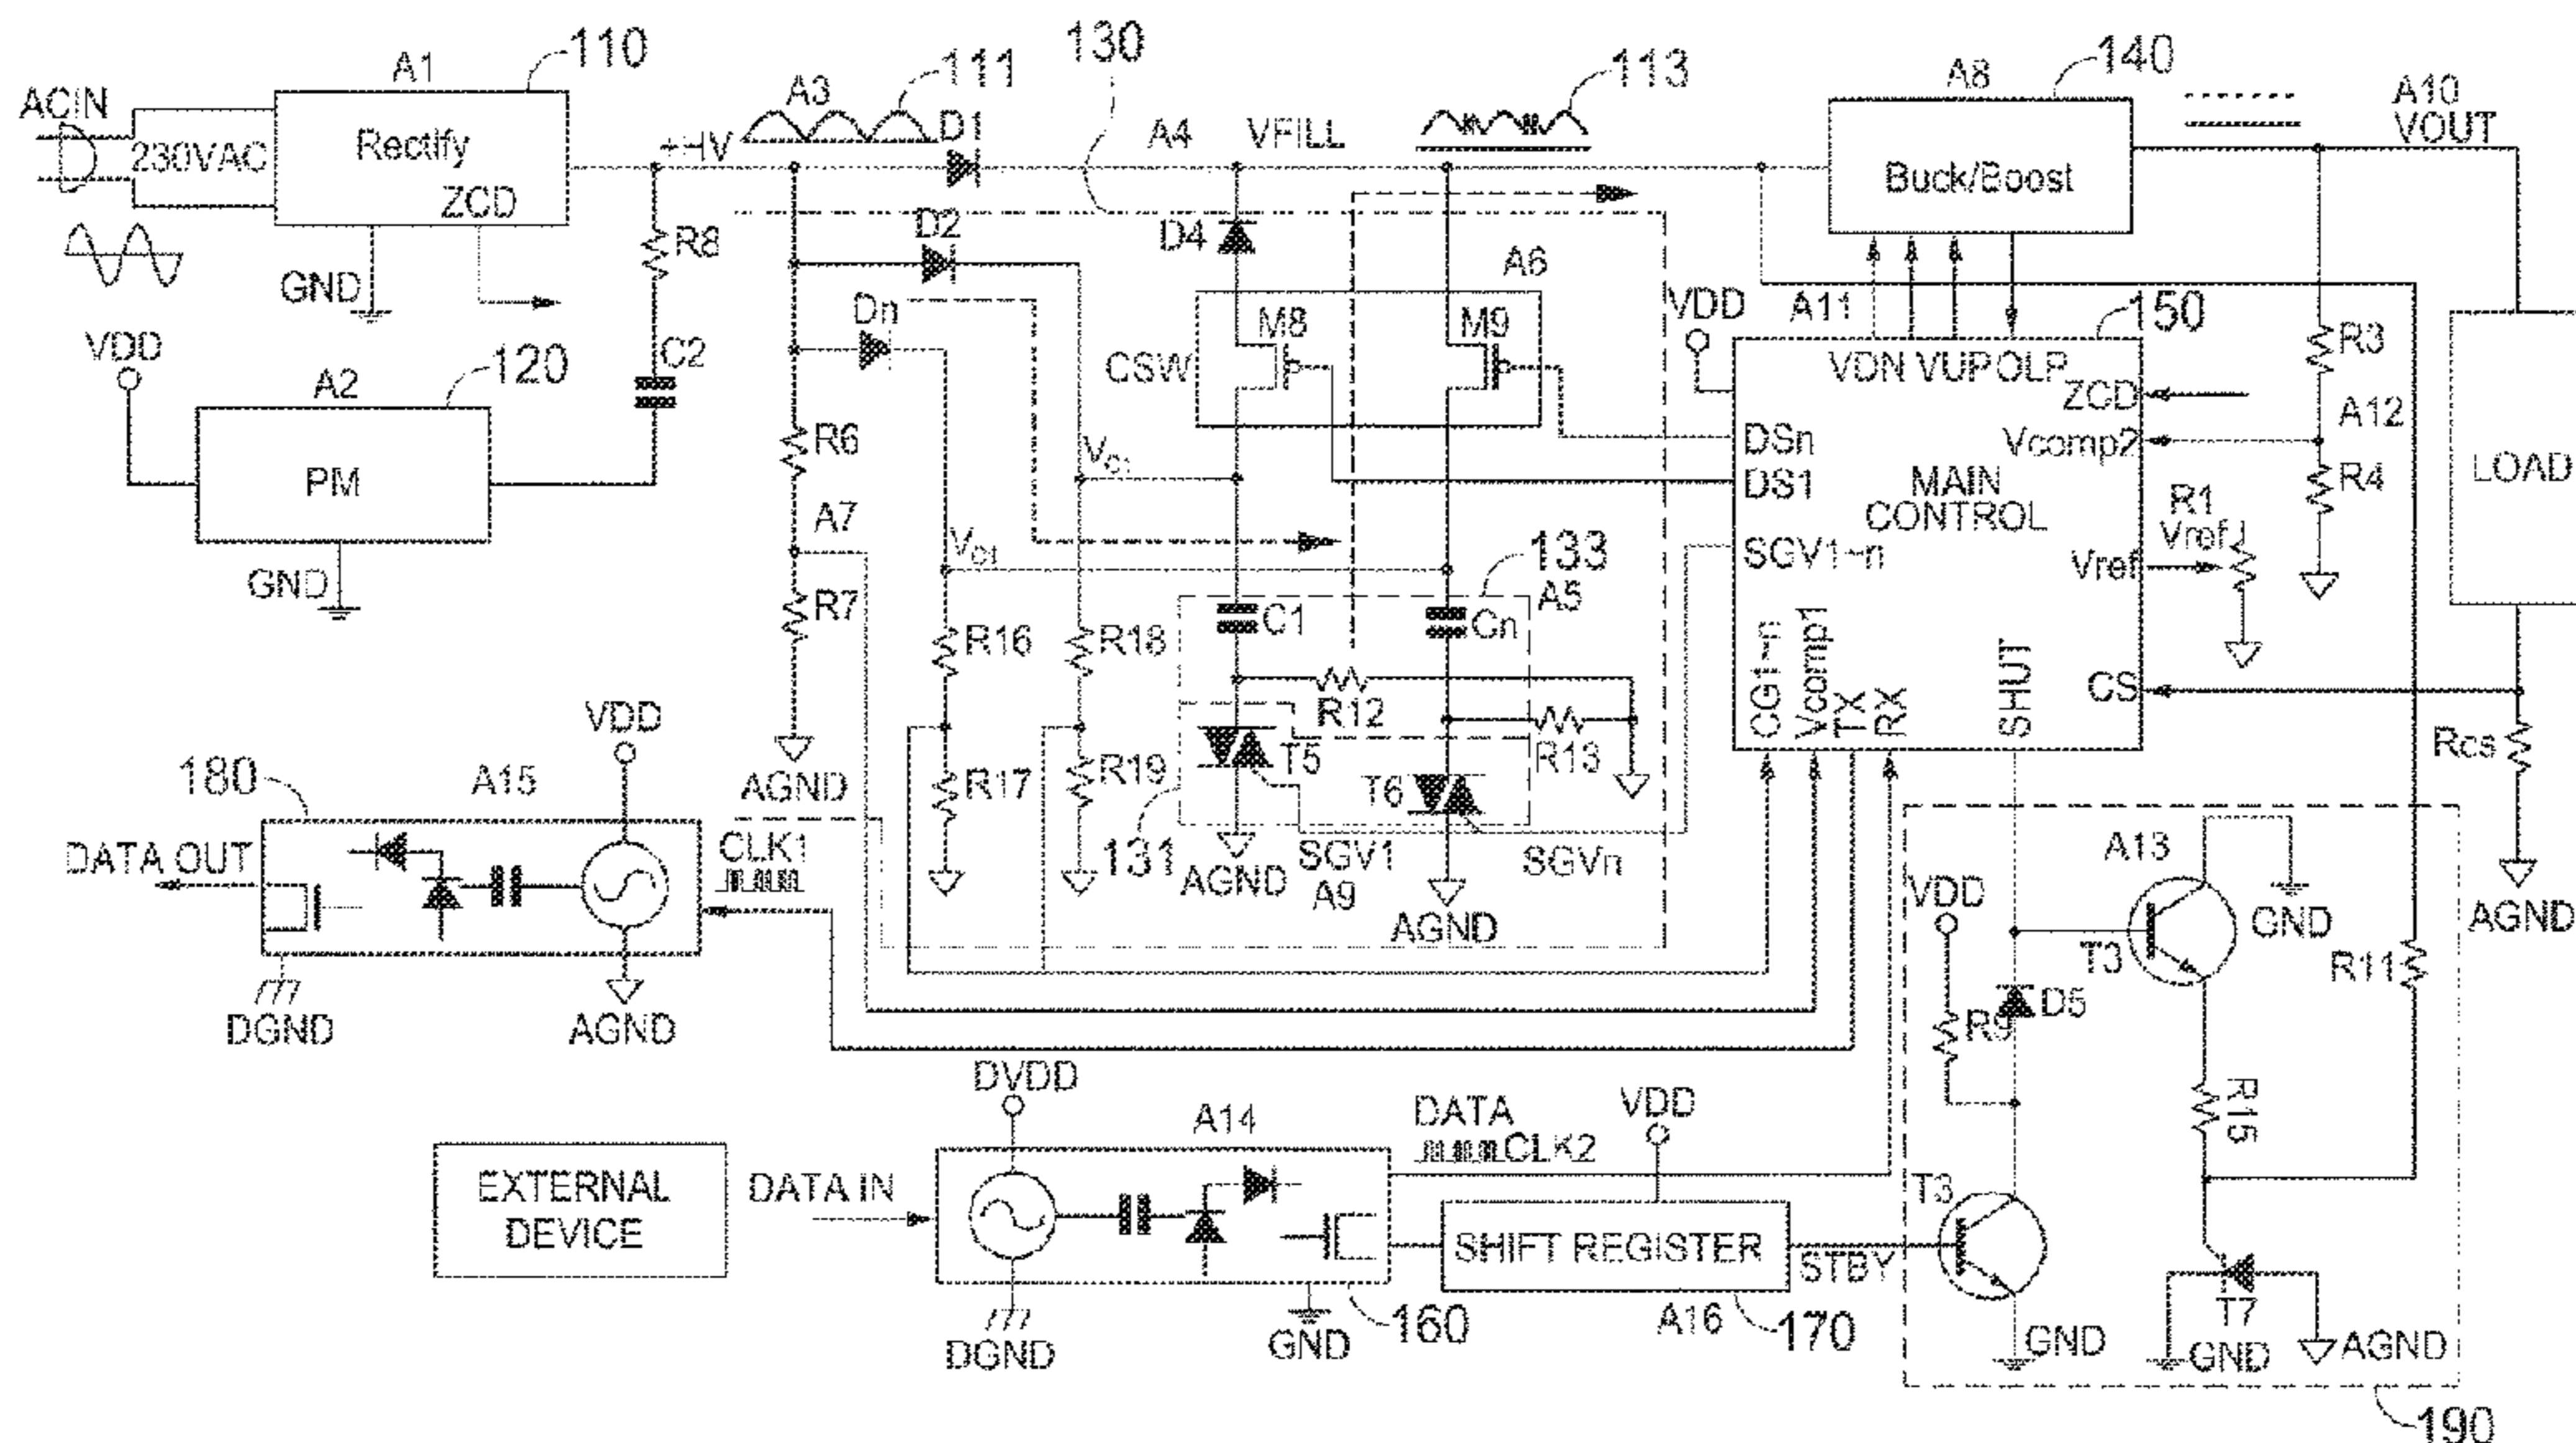 ACIN
230VAC
A1
110
Rectify
ZCD
GND
+HV
A3
111
D1
130
A4
VFILL
113
A8
140
Buck/Boost
A10
VOUT
R8
C2
VDD
A2
120
PM
GND
D2
Dn
R6
A7
R7
AGND
D4
A6
M8
M9
CSW
133
A5
C1
Cn
R16
R18
R12
R13
R17
R19
T5
T6
131
AGND
SGV1
A9
SGVn
AGND
VDD
A11
150
VDN VUP OLP
ZCD
DSn
Vcomp2
DS1
MAIN
CONTROL
SGV1~n
Vref
CG1~n
Vcomp1
TX
RX
SHUT
CS
R3
A12
R4
R1
Vref
LOAD
Rcs
AGND
180
A15
VDD
DATA OUT
CLK1
DGND
AGND
EXTERNAL
DEVICE
DATA IN
DVDD
A14
DATA
CLK2
VDD
SHIFT REGISTER
STBY
DGND
GND
160
A16
170
A13
VDD
GND
T3
R11
R9
D5
R15
T3
T7
GND
GND
AGND
190